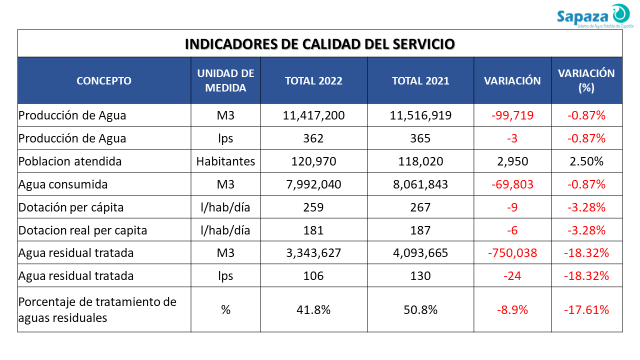 Sapaza
INDICADORES DE CALIDAD DEL SERVICIO
CONCEPTO UNIDAD DE MEDIDA TOTAL 2022 TOTAL 2021 VARIACIÓN VARIACIÓN (%)
Producción de Agua M3 11,417,200 11,516,919 -99,719 -0.87%
Producción de Agua lps 362 365 -3 -0.87%
Poblacion atendida Habitantes 120,970 118,020 2,950 2.50%
Agua consumida M3 7,992,040 8,061,843 -69,803 -0.87%
Dotación per cápita l/hab/día 259 267 -9 -3.28%
Dotacion real per capita l/hab/día 181 187 -6 -3.28%
Agua residual tratada M3 3,343,627 4,093,665 -750,038 -18.32%
Agua residual tratada lps 106 130 -24 -18.32%
Porcentaje de tratamiento de aguas residuales % 41.8% 50.8% -8.9% -17.61%